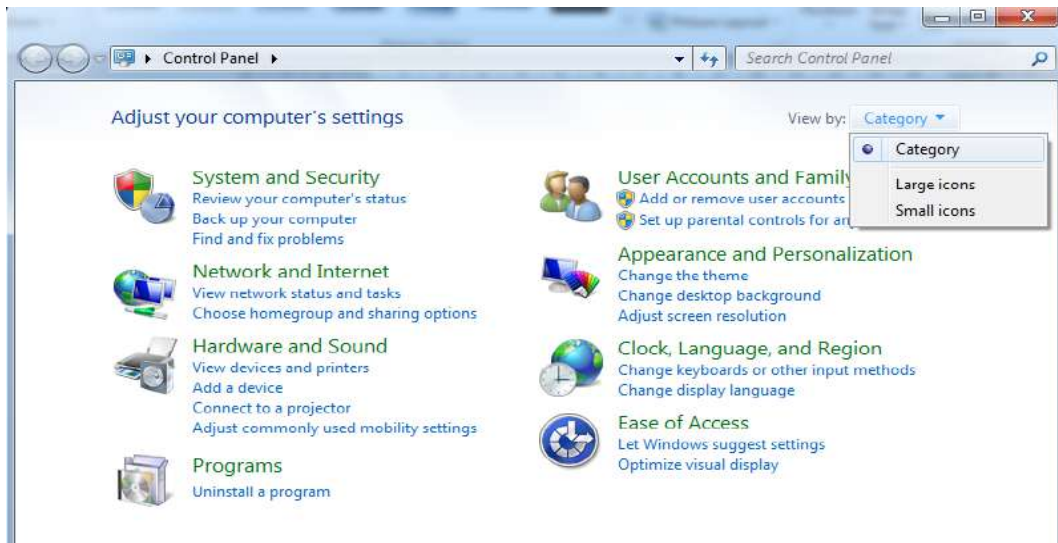 Control Panel
Search Control Panel
Adjust your computer's settings
View by: Category
Category
Large icons
Small icons
System and Security
Review your computer's status
Back up your computer
Find and fix problems
Network and Internet
View network status and tasks
Choose homegroup and sharing options
Hardware and Sound
View devices and printers
Add a device
Connect to a projector
Adjust commonly used mobility settings
Programs
Uninstall a program
User Accounts and Family
Add or remove user accounts
Set up parental controls for
Appearance and Personalization
Change the theme
Change desktop background
Adjust screen resolution
Clock, Language, and Region
Change keyboards or other input methods
Change display language
Ease of Access
Let Windows suggest settings
Optimize visual display